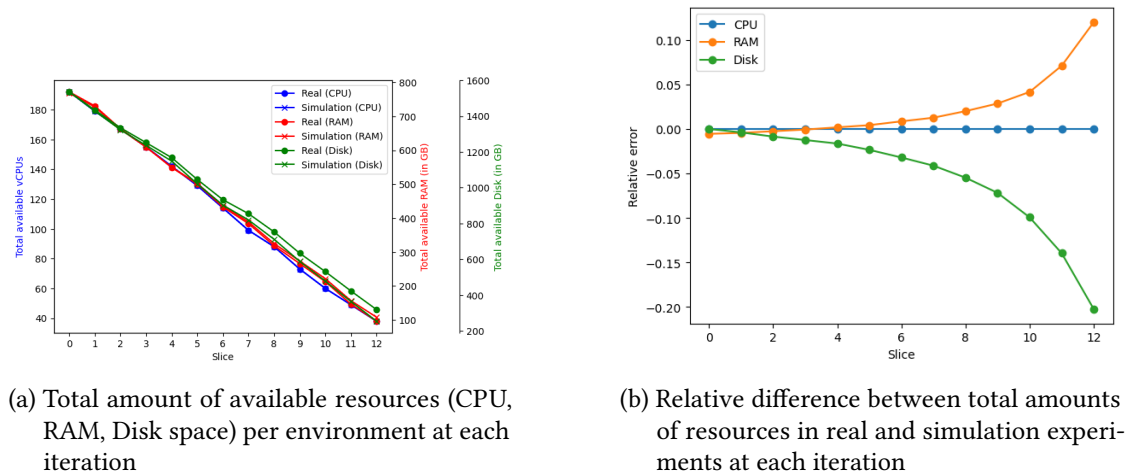 Real (CPU)
Simulation (CPU)
Real (RAM)
Simulation (RAM)
Real (Disk)
Simulation (Disk)
Total available vCPUs
180
160
140
120
100
80
60
40
0 1 2 3 4 5 6 7 8 9 10 11 12
Slice
800
700
600
500
400
300
200
100
Total available RAM (in GB)
1600
1400
1200
1000
800
600
400
200
Total available Disk (in GB)
(a) Total amount of available resources (CPU,
RAM, Disk space) per environment at each
iteration
CPU
RAM
Disk
Relative error
0.10
0.05
0.00
−0.05
−0.10
−0.15
−0.20
0 2 4 6 8 10 12
Slice
(b) Relative difference between total amounts
of resources in real and simulation experi-
ments at each iteration